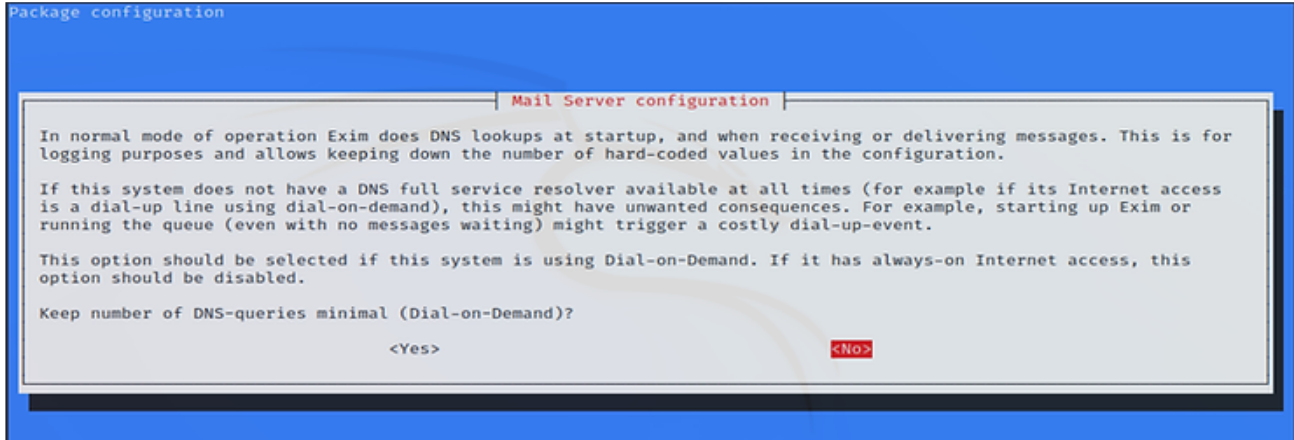 Package configuration
Mail Server configuration
In normal mode of operation Exim does DNS lookups at startup, and when receiving or delivering messages. This is for
logging purposes and allows keeping down the number of hard-coded values in the configuration.
If this system does not have a DNS full service resolver available at all times (for example if its Internet access
is a dial-up line using dial-on-demand), this might have unwanted consequences. For example, starting up Exim or
running the queue (even with no messages waiting) might trigger a costly dial-up-event.
This option should be selected if this system is using Dial-on-Demand. If it has always-on Internet access, this
option should be disabled.
Keep number of DNS-queries minimal (Dial-on-Demand)?
<Yes> <No>